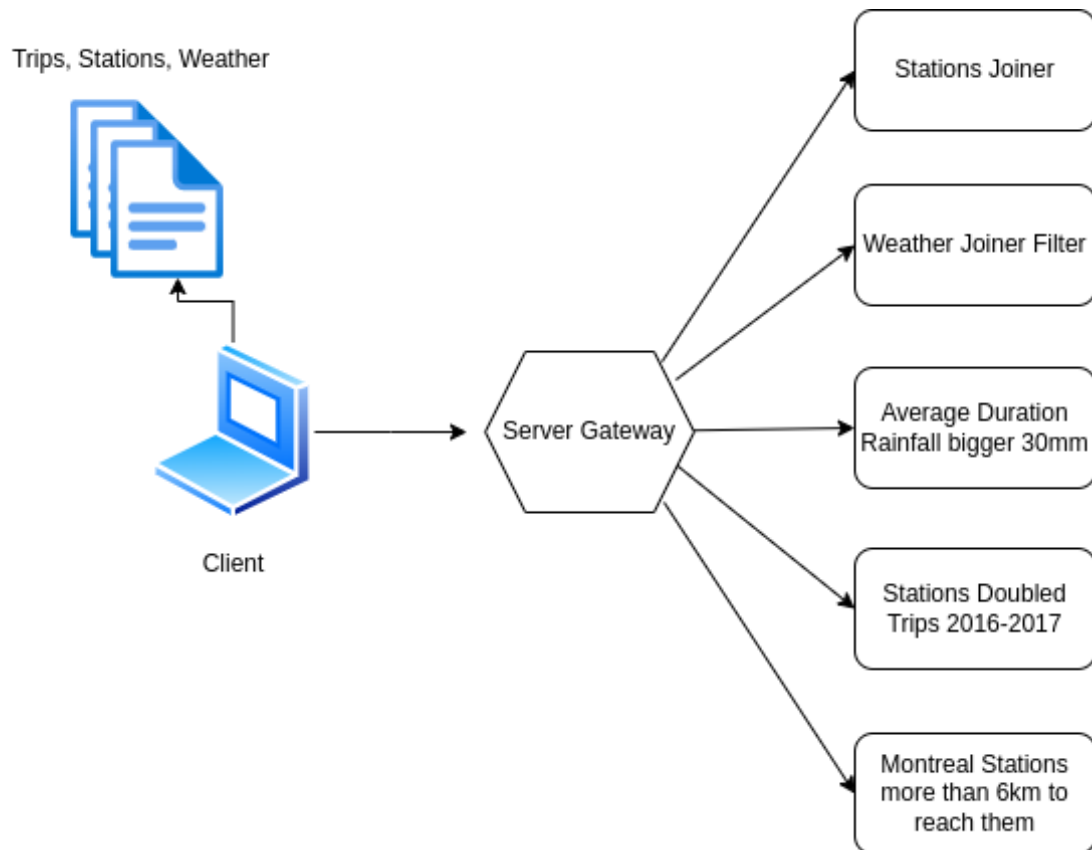 Trips, Stations, Weather
Client
Server Gateway
Stations Joiner
Weather Joiner Filter
Average Duration
Rainfall bigger 30mm
Stations Doubled
Trips 2016-2017
Montreal Stations
more than 6km to
reach them